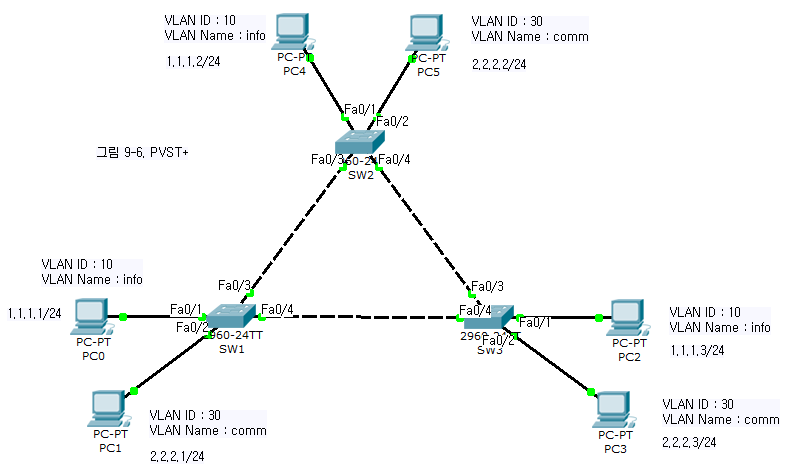 VLAN ID : 10
VLAN Name : info
1,1,1,2/24
PC-PT
PC4
VLAN ID : 30
VLAN Name : comm
2,2,2,2/24
PC-PT
PC5
그림 9-6, PVST+
Fa0/1
Fa0/2
Fa0/3
Fa0/4
SW2
VLAN ID : 10
VLAN Name : info
1,1,1,1/24
PC-PT
PC0
Fa0/1
Fa0/2
Fa0/3
Fa0/4
960-24TT
SW1
Fa0/3
Fa0/4
Fa0/1
Fa0/2
SW3
VLAN ID : 10
VLAN Name : info
1,1,1,3/24
PC-PT
PC2
PC-PT
PC1
VLAN ID : 30
VLAN Name : comm
2,2,2,1/24
PC-PT
PC3
VLAN ID : 30
VLAN Name : comm
2,2,2,3/24